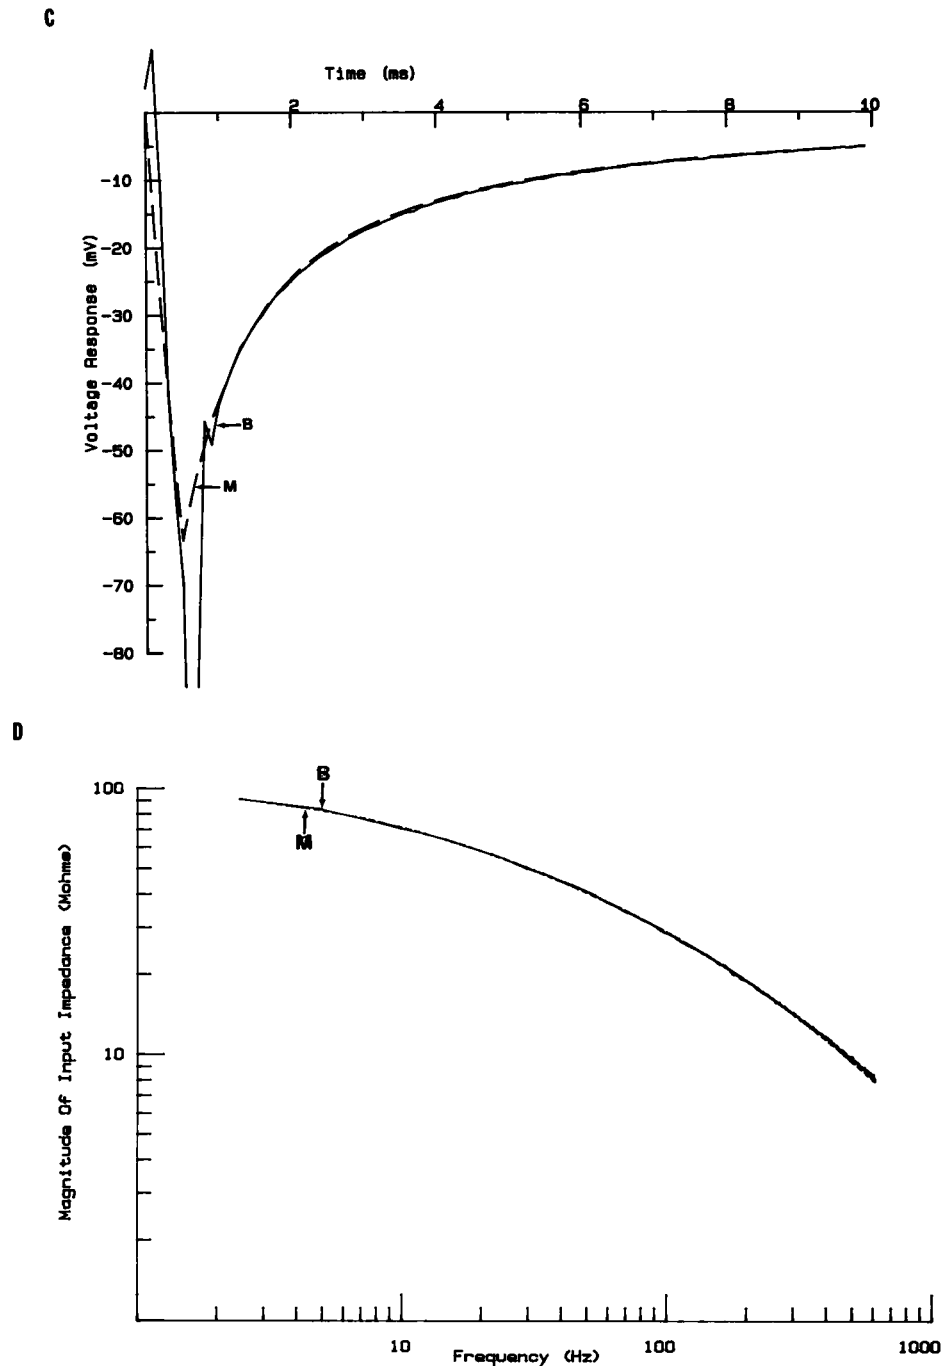 C
Time (ms)
2 4 6 8 10
-10
-20
-30
-40
-50
-60
-70
-80
Voltage Response (mV)
B
M
D
B
M
100
10
Magnitude Of Input Impedance (Mohms)
10 100 1000
Frequency (Hz)